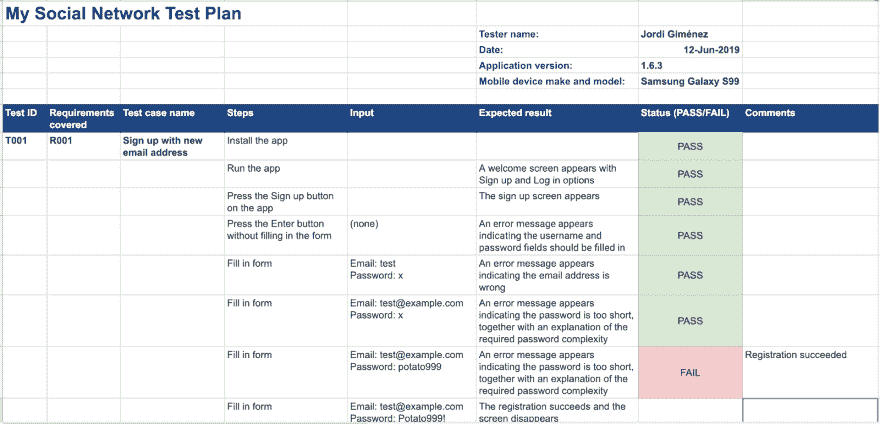 My Social Network Test Plan
Tester name: Jordi Giménez
Date: 12-Jun-2019
Application version: 1.6.3
Mobile device make and model: Samsung Galaxy S99
Test ID Requirements covered Test case name Steps Input Expected result Status (PASS/FAIL) Comments
T001 R001 Sign up with new email address Install the app PASS
Run the app A welcome screen appears with Sign up and Log in options PASS
Press the Sign up button on the app The sign up screen appears PASS
Press the Enter button without filling in the form (none) An error message appears indicating the username and password fields should be filled in PASS
Fill in form Email: test Password: x An error message appears indicating the email address is wrong PASS
Fill in form Email: test@example.com Password: x An error message appears indicating the password is too short, together with an explanation of the required password complexity PASS
Fill in form Email: test@example.com Password: potato999 An error message appears indicating the password is too short, together with an explanation of the required password complexity FAIL Registration succeeded
Fill in form Email: test@example.com Password: Potato99! The registration succeeds and the screen disappears